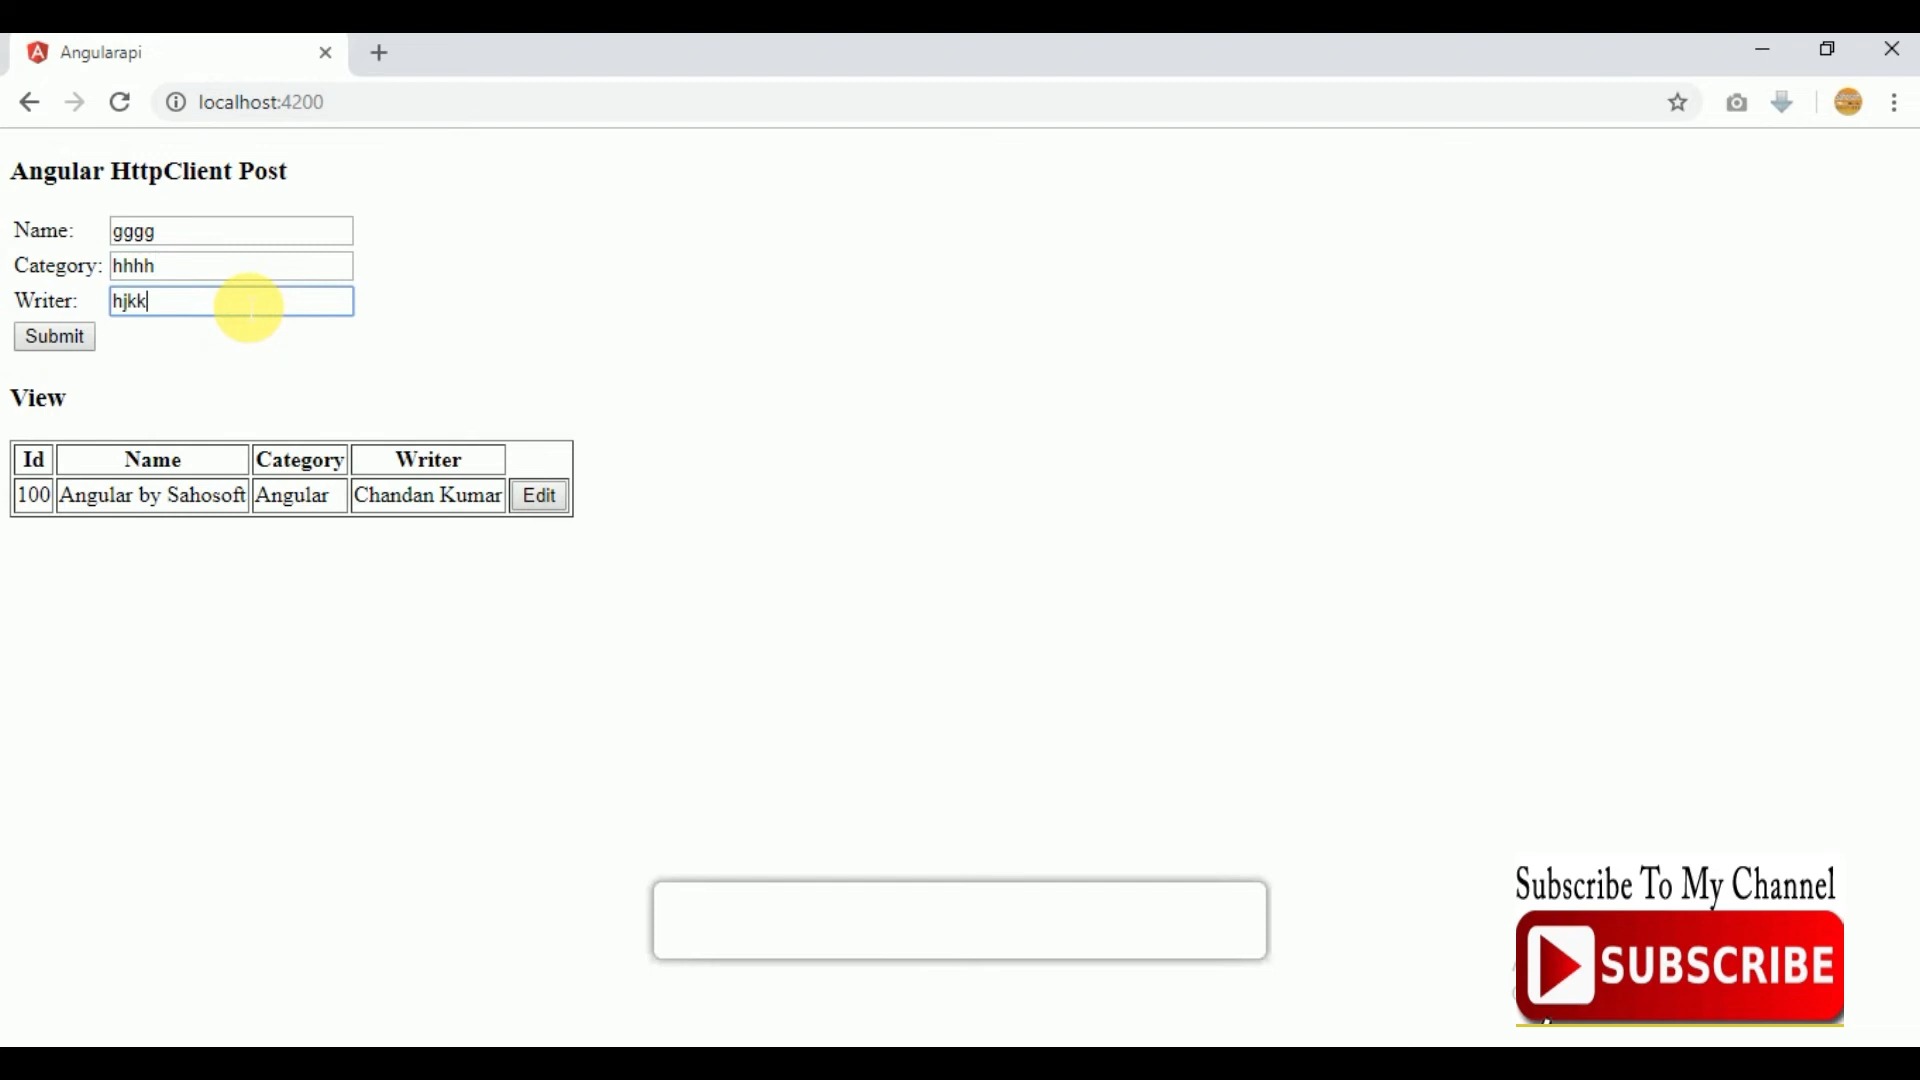 Angularapi
localhost:4200
Angular HttpClient Post
Name: gggg
Category: hhhh
Writer: hjkk
Submit
View
Id Name Category Writer
100 Angular by Sahosoft Angular Chandan Kumar Edit
Subscribe To My Channel
SUBSCRIBE